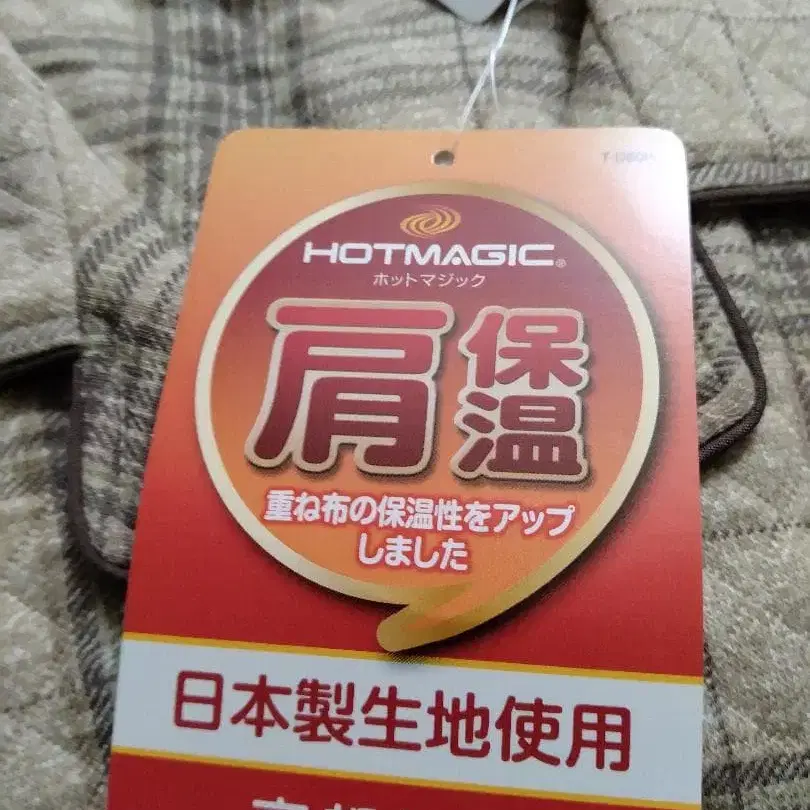 HOTMAGIC®
ホットマジック
肩保温
重ね布の保温性をアップ
しました
日本製生地使用